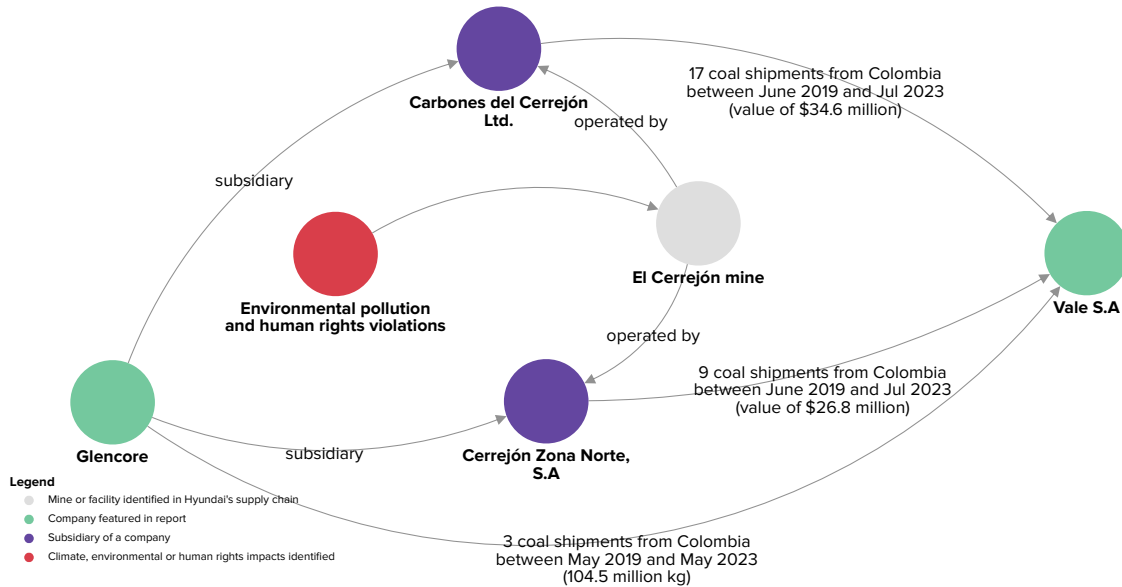 17 coal shipments from Colombia
between June 2019 and Jul 2023
(value of $34.6 million)
Carbones del Cerrejón
Ltd.
operated by
subsidiary
El Cerrejón mine
Environmental pollution
and human rights violations
Vale S.A
operated by
9 coal shipments from Colombia
between June 2019 and Jul 2023
(value of $26.8 million)
Glencore
subsidiary
Cerrejón Zona Norte,
S.A
Legend
Mine or facility identified in Hyundai's supply chain
Company featured in report
Subsidiary of a company
Climate, environmental or human rights impacts identified
3 coal shipments from Colombia
between May 2019 and May 2023
(104.5 million kg)